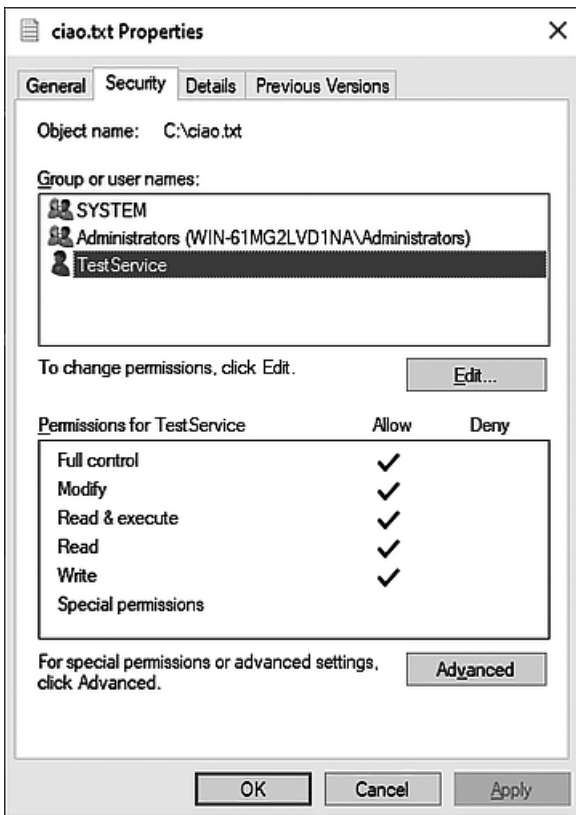 ciao.txt Properties
General Security Details Previous Versions
Object name: C:\ciao.txt
Group or user names:
SYSTEM
Administrators (WIN-61MG2LVD1NA\Administrators)
TestService
To change permissions, click Edit.
Edit...
Permissions for TestService Allow Deny
Full control
Modify
Read & execute
Read
Write
Special permissions
For special permissions or advanced settings,
click Advanced.
Advanced
OK Cancel Apply